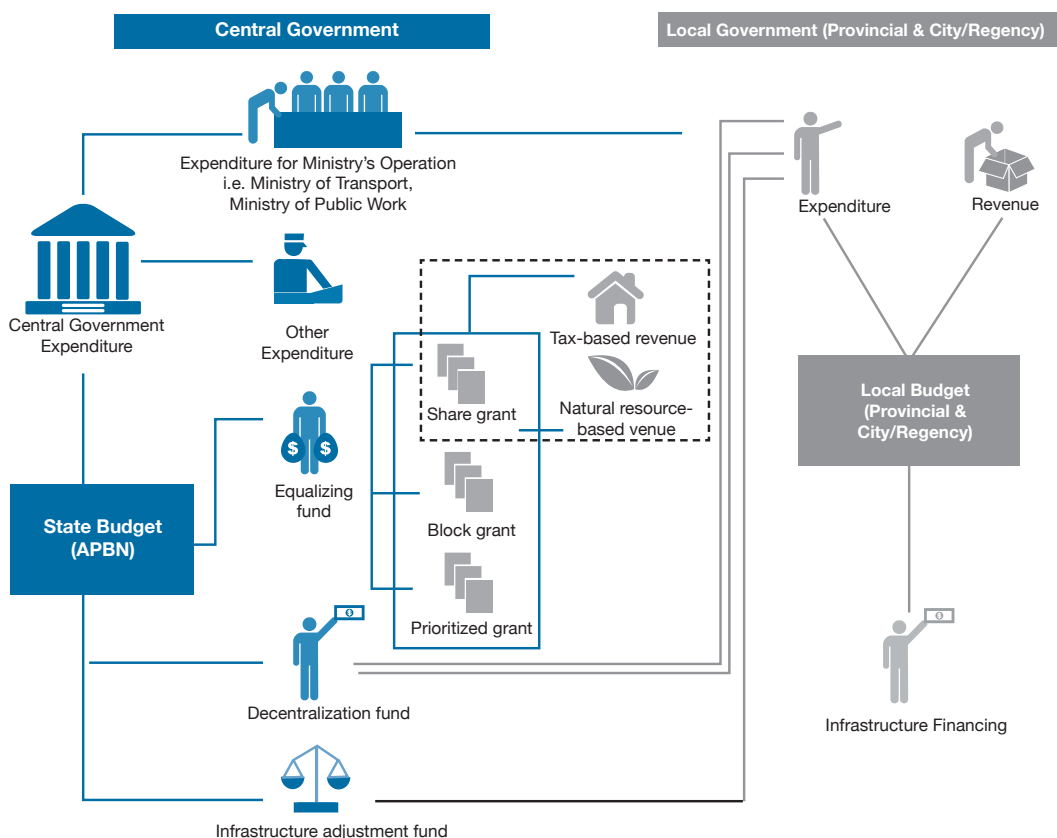 Central Government
Local Government (Provincial & City/Regency)
Expenditure for Ministry's Operation
i.e. Ministry of Transport,
Ministry of Public Work
Expenditure
Revenue
Central Government
Expenditure
Other
Expenditure
Tax-based revenue
Share grant
Natural resource-
based venue
Local Budget
(Provincial &
City/Regency)
$ $
Equalizing
fund
State Budget
(APBN)
Block grant
Prioritized grant
$
Decentralization fund
$
Infrastructure Financing
Infrastructure adjustment fund